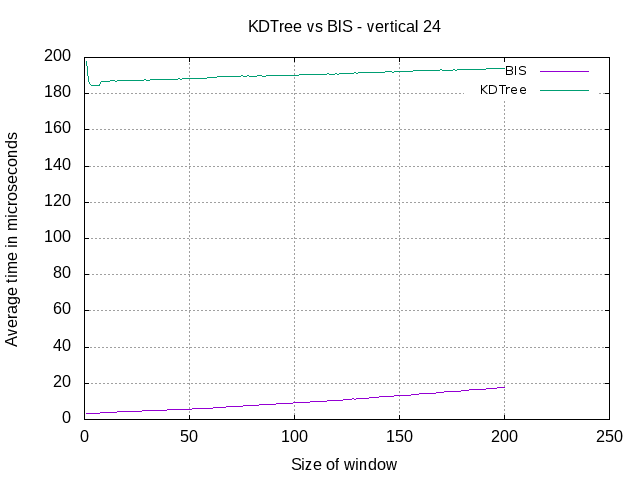 KDTree vs BIS - vertical 24
200
180
160
140
120
100
80
60
40
20
0
Average time in microseconds
BIS
KDTree
0 50 100 150 200 250
Size of window